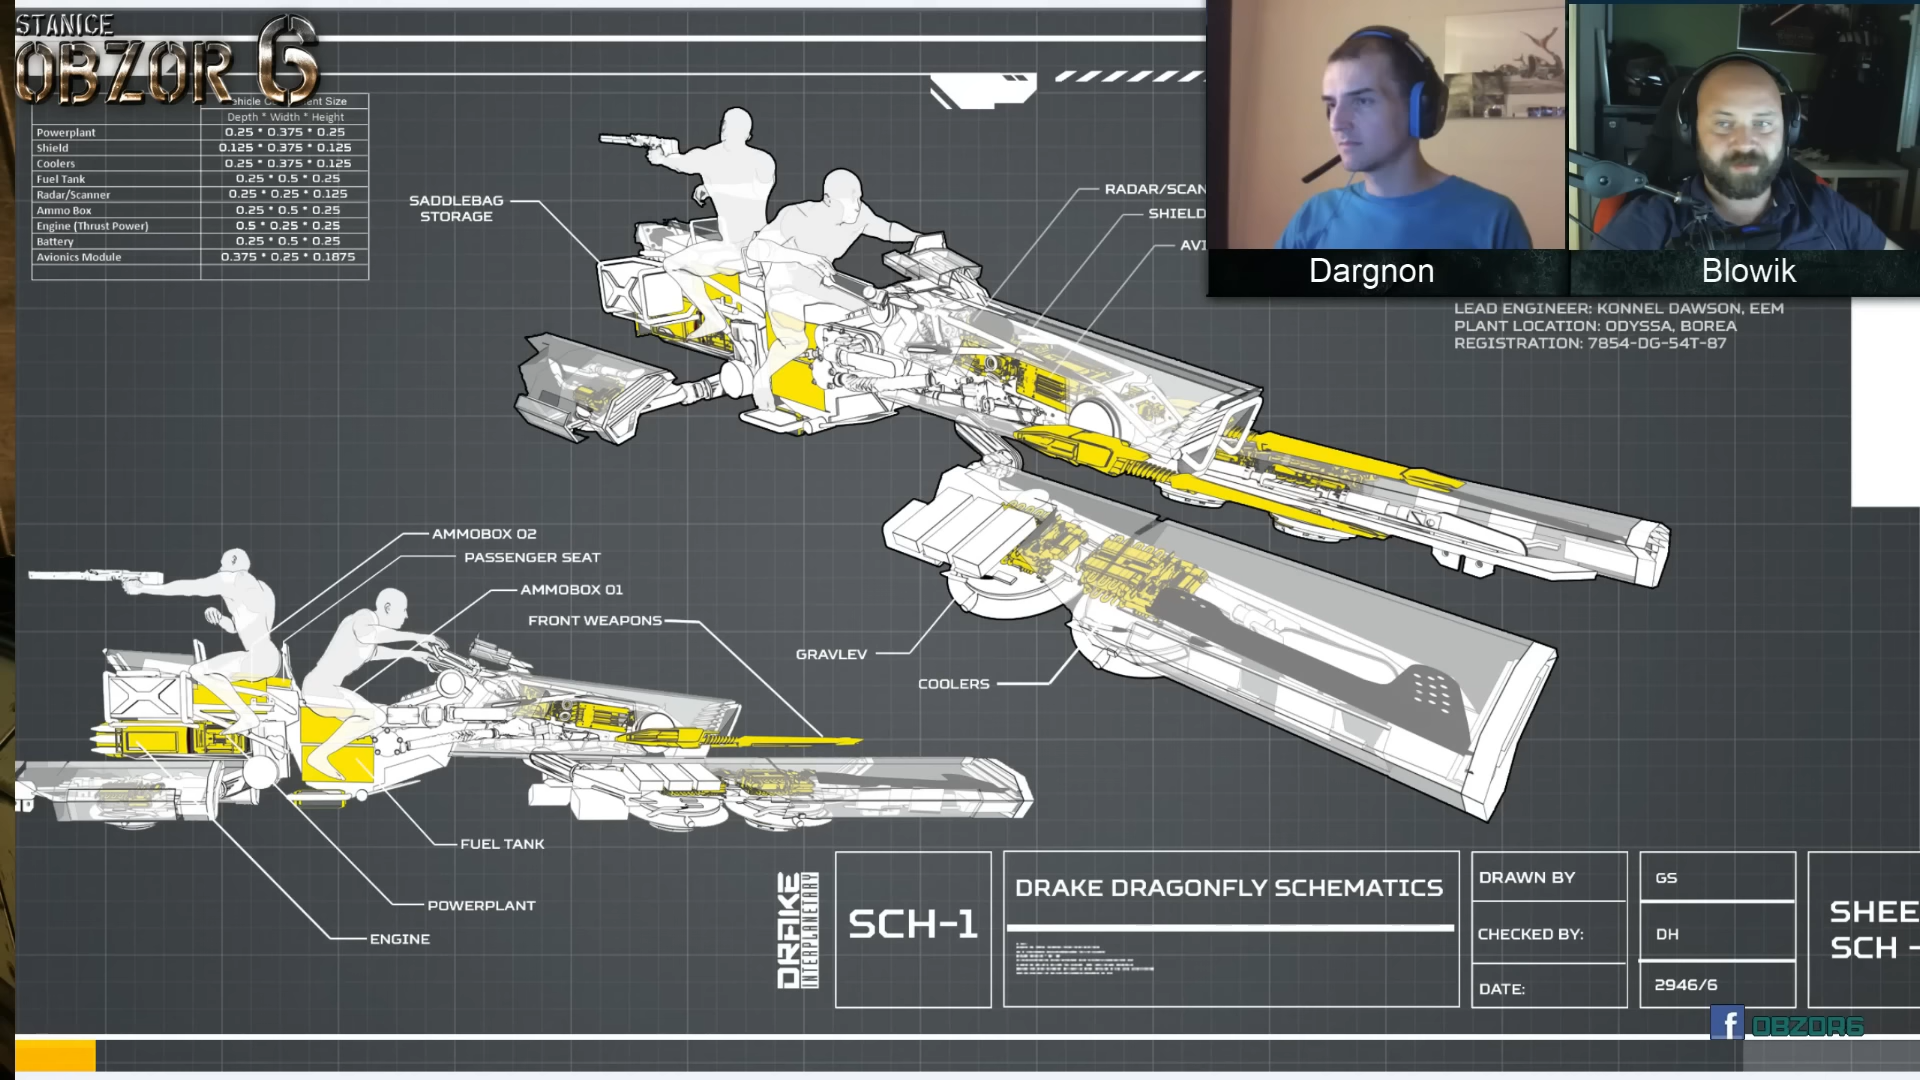 STANICE
OBZOR 6
Depth * Width * Height
Powerplant 0.25 * 0.375 * 0.25
Shield 0.125 * 0.375 * 0.125
Coolers 0.25 * 0.375 * 0.125
Fuel Tank 0.25 * 0.5 * 0.25
Radar/Scanner 0.25 * 0.25 * 0.125
Ammo Box 0.25 * 0.5 * 0.25
Engine (Thrust Power) 0.5 * 0.25 * 0.25
Battery 0.25 * 0.5 * 0.25
Avionics Module 0.375 * 0.25 * 0.1875
SADDLEBAG
STORAGE
RADAR/SCAN
SHIELD
AVI
Dargnon
Blowik
LEAD ENGINEER: KONNEL DAWSON, EEM
PLANT LOCATION: ODYSSA, BOREA
REGISTRATION: 7854-DG-54T-87
AMMOBOX 02
PASSENGER SEAT
AMMOBOX 01
FRONT WEAPONS
GRAVLEV
COOLERS
FUEL TANK
POWERPLANT
ENGINE
DRAKE
INTERPLANETARY
SCH-1
DRAKE DRAGONFLY SCHEMATICS
DRAWN BY GS
CHECKED BY: DH
DATE: 2946/6
SHEE
SCH -
f OBZOR6